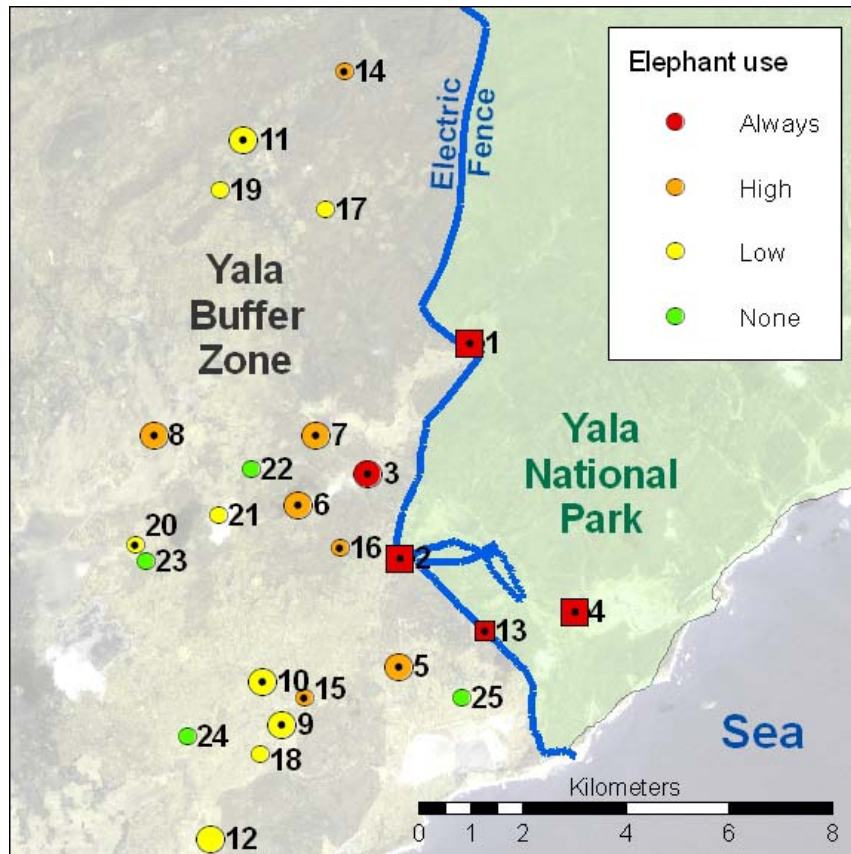 Elephant use
Always
High
Low
None
Electric
Fence
14
11
19
17
Yala
Buffer
Zone
1
8
7
22
3
6
21
20
23
16
2
Yala
National
Park
4
13
5
10
15
25
9
24
18
12
Sea
Kilometers
0 1 2 4 6 8